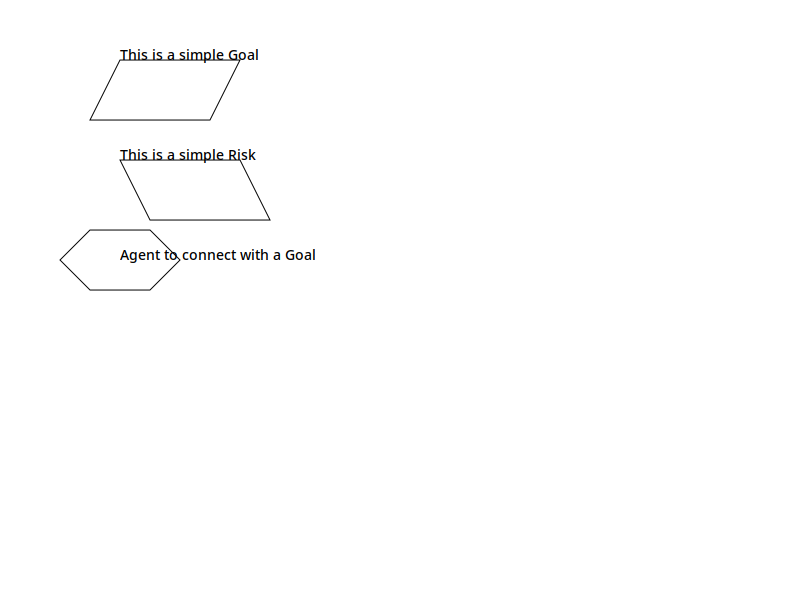 This is a simple Goal
This is a simple Risk
Agent to connect with a Goal